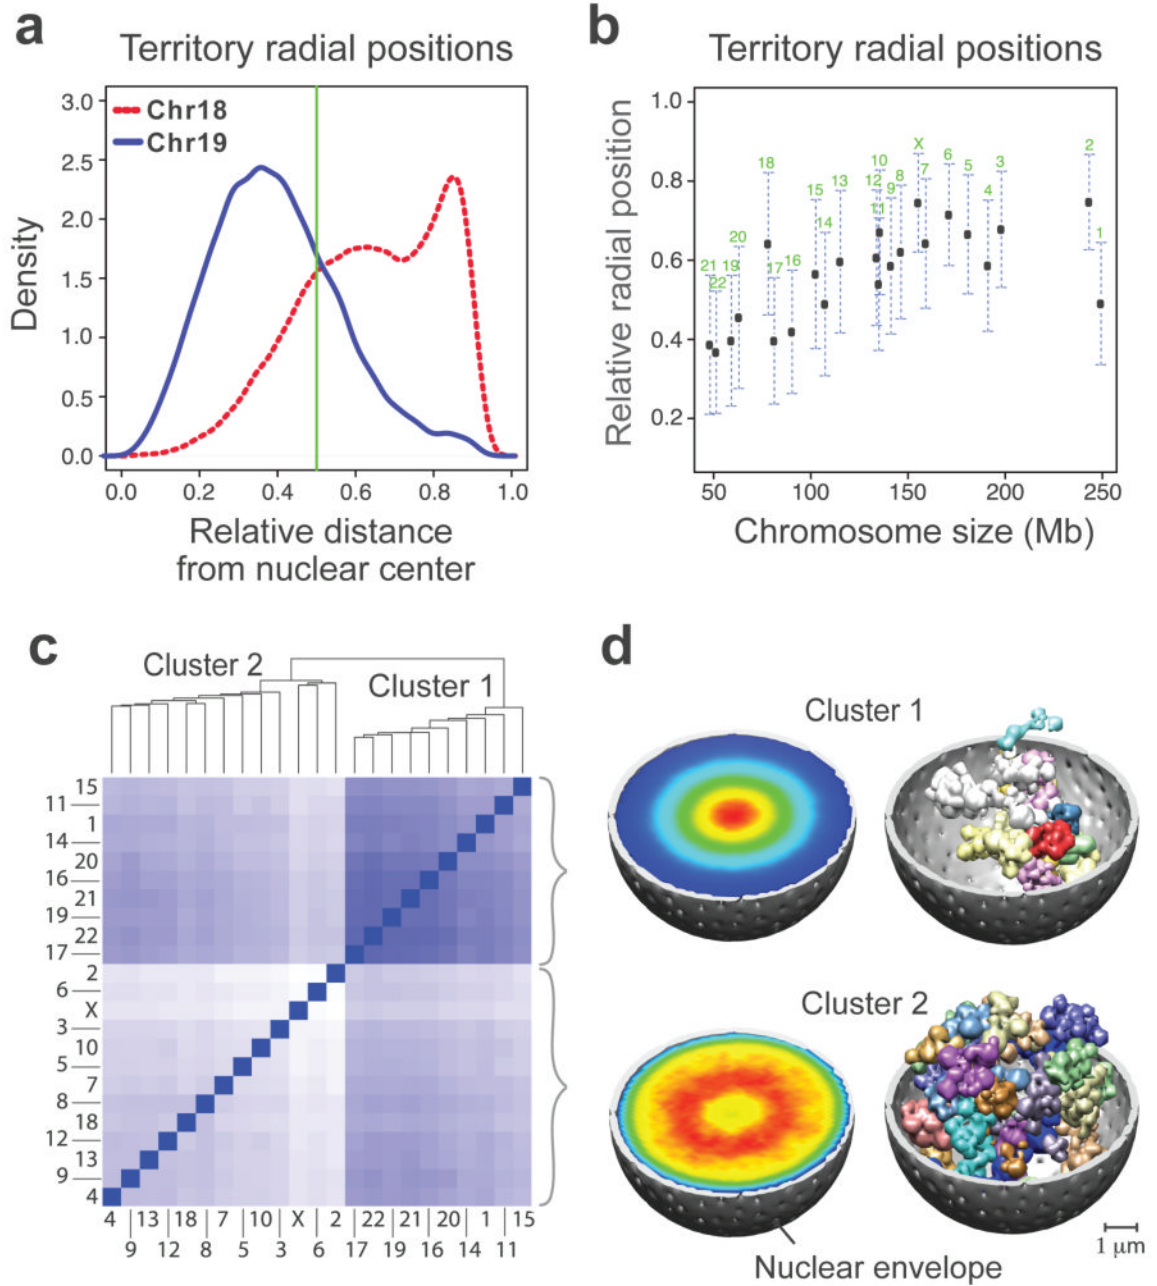 a
Territory radial positions
Chr18
Chr19
3.0
2.5
2.0
1.5
1.0
0.5
0.0
Density
0.0 0.2 0.4 0.6 0.8 1.0
Relative distance
from nuclear center
b
Territory radial positions
1.0
0.8
0.6
0.4
0.2
Relative radial position
21
22
19
20
18
17
16
15
14
13
12
10
11
9
8
X
7
6
5
4
3
2
1
50 100 150 200 250
Chromosome size (Mb)
c
Cluster 2
Cluster 1
15
11
1
14
20
16
21
19
22
17
2
6
X
3
10
5
7
8
18
12
13
9
4
4 13 18 7 10 X 2 22 21 20 1 15
9 12 8 5 3 6 17 19 16 14 11
d
Cluster 1
Cluster 2
Nuclear envelope
1 μm